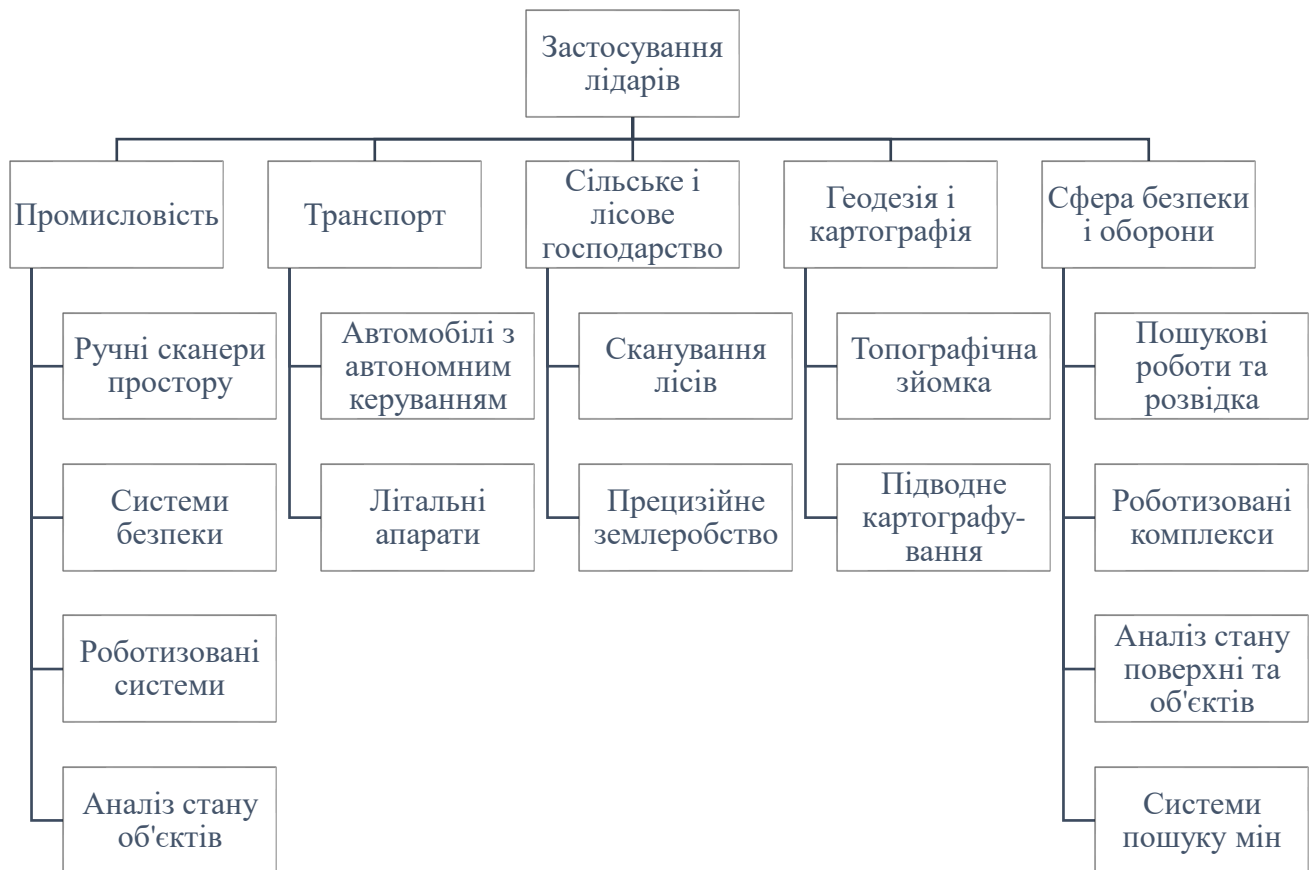 Застосування
лідарів
Промисловість
Транспорт
Сільське і
лісове
господарство
Геодезія і
картографія
Сфера безпеки
і оборони
Ручні сканери
простору
Автомобілі з
автономним
керуванням
Сканування
лісів
Топографічна
зйомка
Пошукові
роботи та
розвідка
Системи
безпеки
Літальні
апарати
Прецизійне
землеробство
Підводне
картографу-
вання
Роботизовані
комплекси
Роботизовані
системи
Аналіз стану
поверхні та
об'єктів
Аналіз стану
об'єктів
Системи
пошуку мін